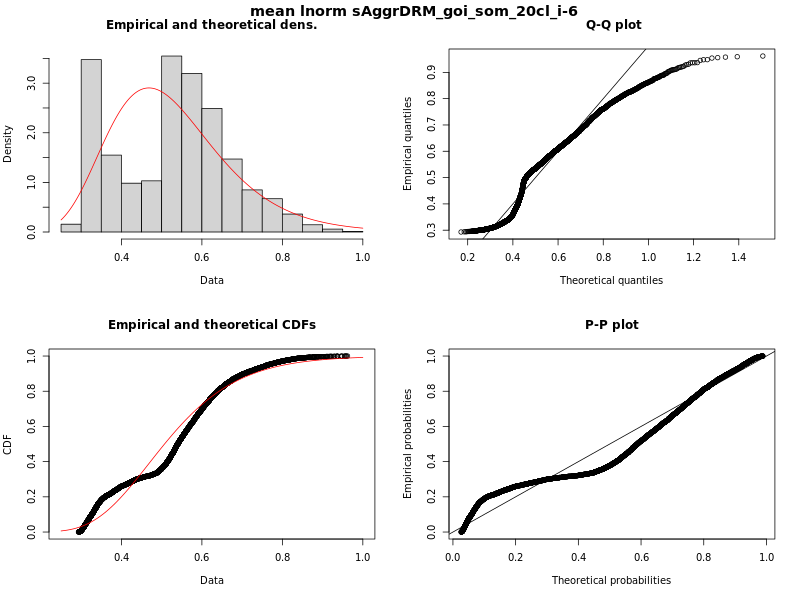 mean lnorm sAggrDRM_goi_som_20cl_i-6
Empirical and theoretical dens.
Density
0.0 1.0 2.0 3.0
0.4 0.6 0.8 1.0
Data
Q-Q plot
Empirical quantiles
0.3 0.4 0.5 0.6 0.7 0.8 0.9
0.2 0.4 0.6 0.8 1.0 1.2 1.4
Theoretical quantiles
Empirical and theoretical CDFs
CDF
0.0 0.2 0.4 0.6 0.8 1.0
0.4 0.6 0.8 1.0
Data
P-P plot
Empirical probabilities
0.0 0.2 0.4 0.6 0.8 1.0
0.0 0.2 0.4 0.6 0.8 1.0
Theoretical probabilities